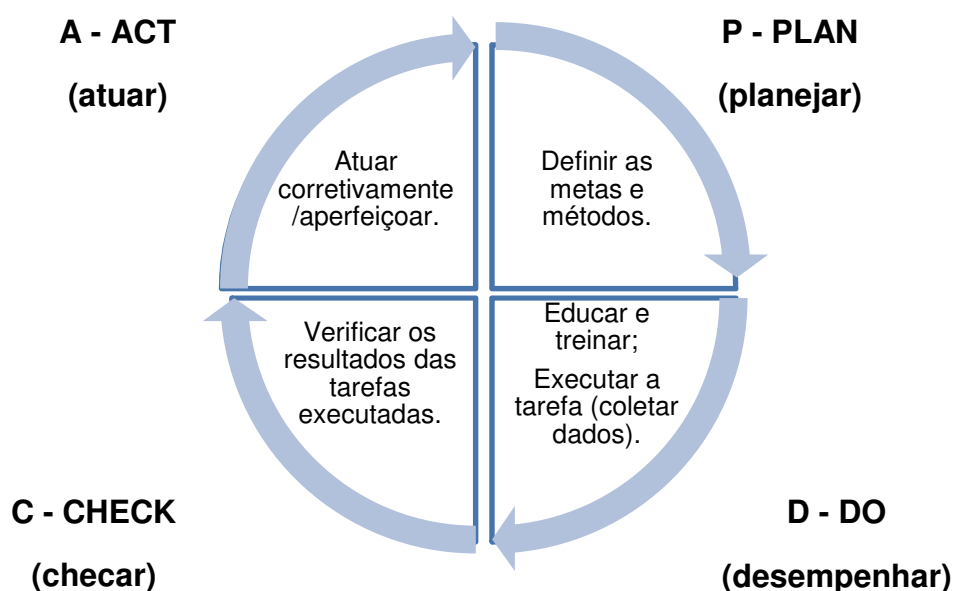 A - ACT
(atuar)
P - PLAN
(planejar)
Atuar
corretivamente
/aperfeiçoar.
Definir as
metas e
métodos.
Verificar os
resultados das
tarefas
executadas.
Educar e
treinar;
Executar a
tarefa (coletar
dados).
C - CHECK
(checar)
D - DO
(desempenhar)